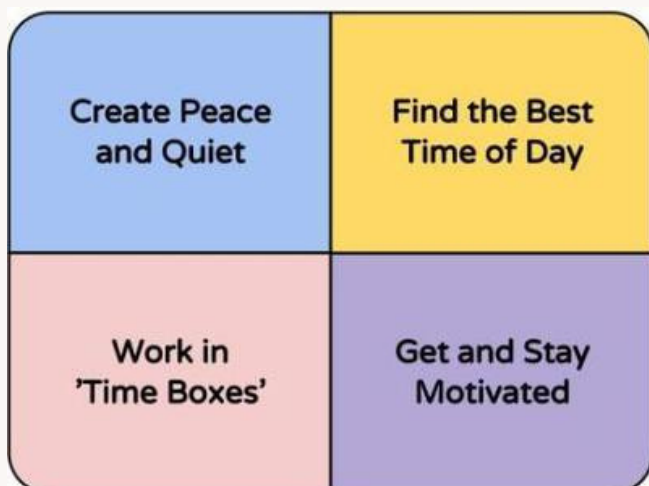 Create Peace
and Quiet
Find the Best
Time of Day
Work in
’Time Boxes’
Get and Stay
Motivated